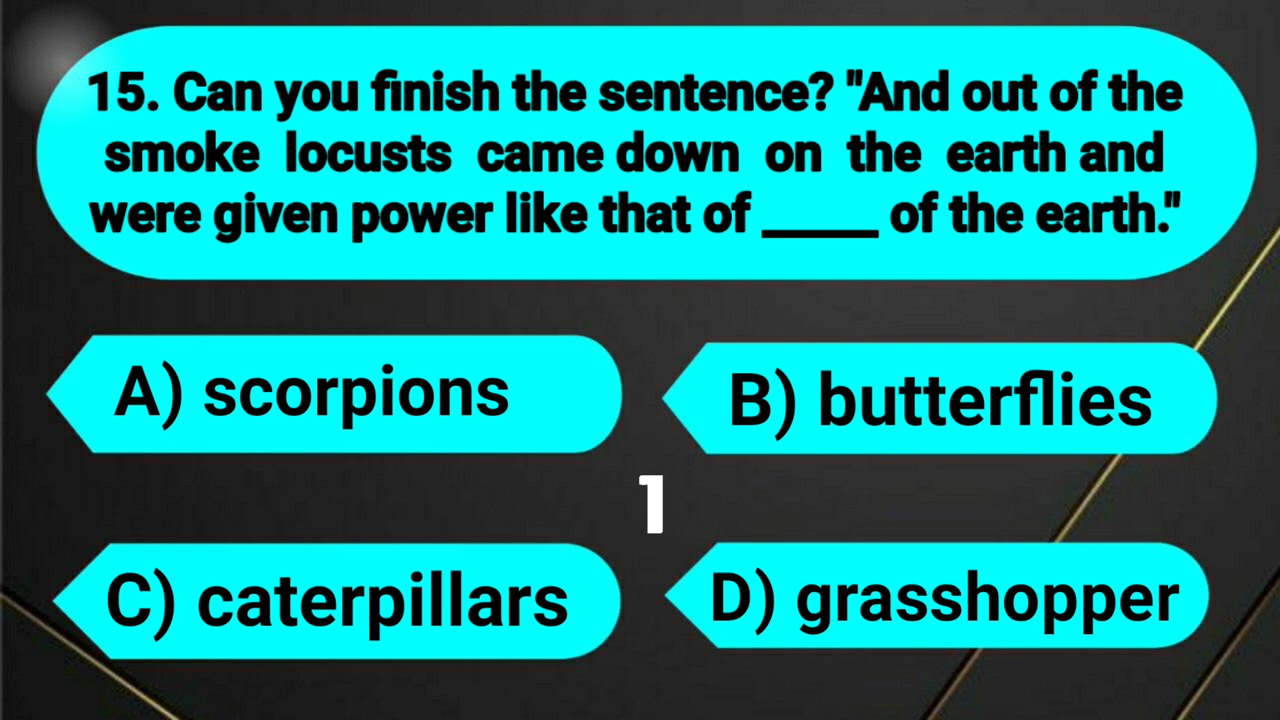 15. Can you finish the sentence? "And out of the
smoke locusts came down on the earth and
were given power like that of _____ of the earth."
A) scorpions
B) butterflies
1
C) caterpillars
D) grasshopper